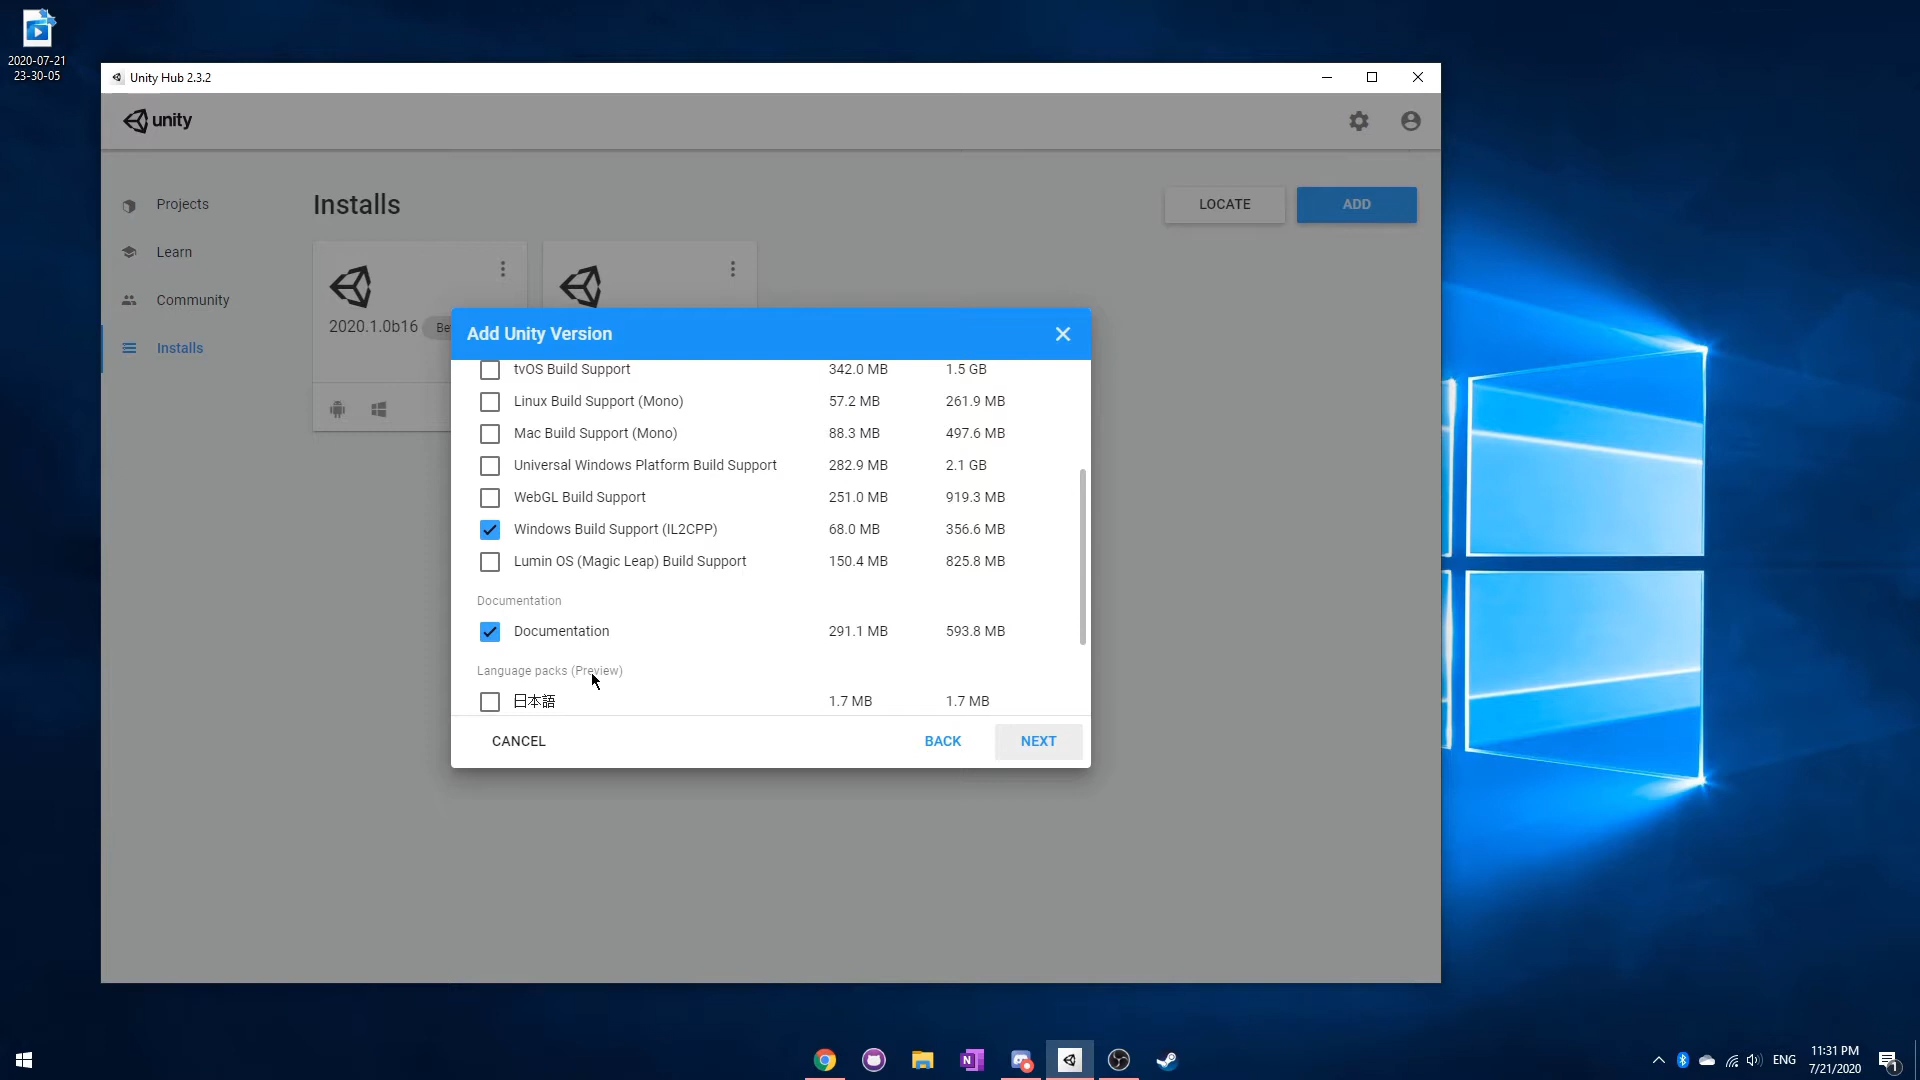 2020-07-21
23-30-05
Unity Hub 2.3.2
unity
Projects
Learn
Community
Installs
Installs
LOCATE
ADD
2020.1.0b16
Add Unity Version
tvOS Build Support 342.0 MB 1.5 GB
Linux Build Support (Mono) 57.2 MB 261.9 MB
Mac Build Support (Mono) 88.3 MB 497.6 MB
Universal Windows Platform Build Support 282.9 MB 2.1 GB
WebGL Build Support 251.0 MB 919.3 MB
Windows Build Support (IL2CPP) 68.0 MB 356.6 MB
Lumin OS (Magic Leap) Build Support 150.4 MB 825.8 MB
Documentation
Documentation 291.1 MB 593.8 MB
Language packs (Preview)
日本語 1.7 MB 1.7 MB
CANCEL
BACK
NEXT
ENG
11:31 PM
7/21/2020
1